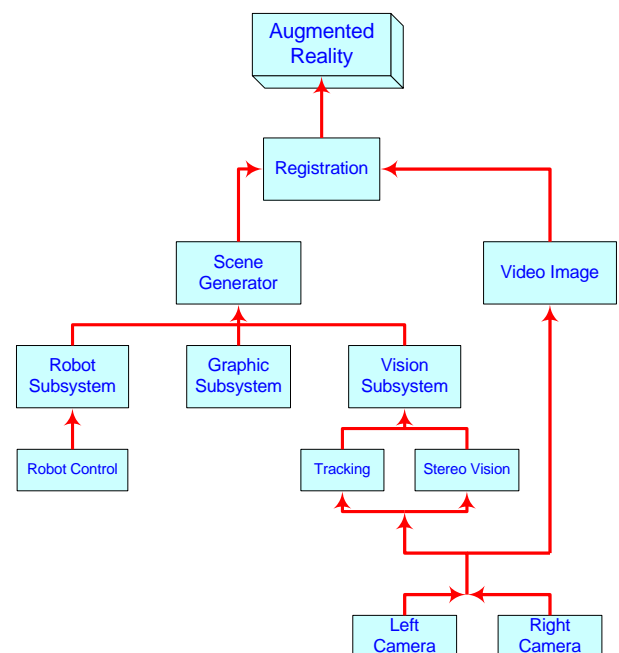 Augmented
Reality
Registration
Scene
Generator
Video Image
Robot
Subsystem
Graphic
Subsystem
Vision
Subsystem
Robot Control
Tracking
Stereo Vision
Left
Camera
Right
Camera